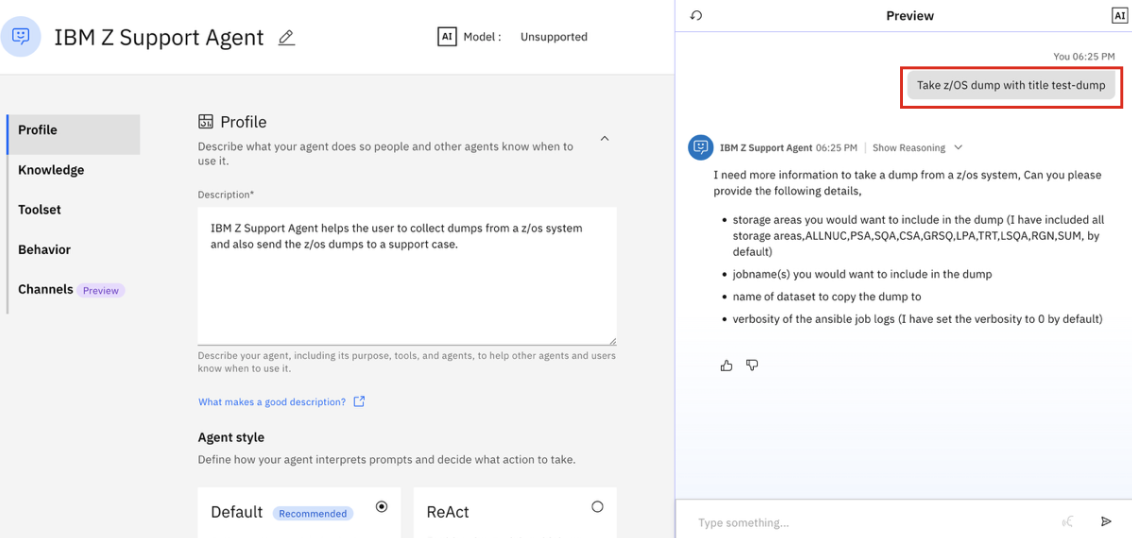 IBM Z Support Agent
AI Model : Unsupported
Profile
Knowledge
Toolset
Behavior
Channels Preview
Profile
Describe what your agent does so people and other agents know when to
use it.
Description*
IBM Z Support Agent helps the user to collect dumps from a z/os system
and also send the z/os dumps to a support case.
Describe your agent, including its purpose, tools, and agents, to help other agents and users
know when to use it.
What makes a good description?
Agent style
Define how your agent interprets prompts and decide what action to take.
Default Recommended
ReAct
Preview
AI
You 06:25 PM
Take z/OS dump with title test-dump
IBM Z Support Agent 06:25 PM | Show Reasoning
I need more information to take a dump from a z/os system, Can you please
provide the following details,
• storage areas you would want to include in the dump (I have included all
storage areas,ALLNUC,PSA,SQA,CSA,GRSQ,LPA,TRT,LSQA,RGN,SUM, by
default)
• jobname(s) you would want to include in the dump
• name of dataset to copy the dump to
• verbosity of the ansible job logs (I have set the verbosity to 0 by default)
Type something...